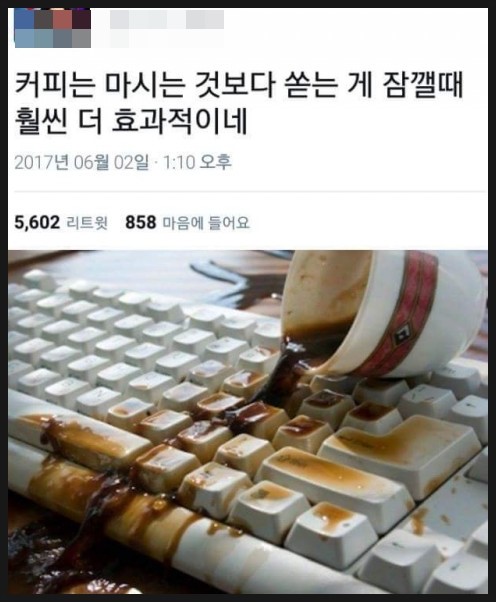 커피는 마시는 것보다 쏟는 게 잠깰때
훨씬 더 효과적이네
2017년 06월 02일 · 1:10 오후
5,602 리트윗 858 마음에 들어요